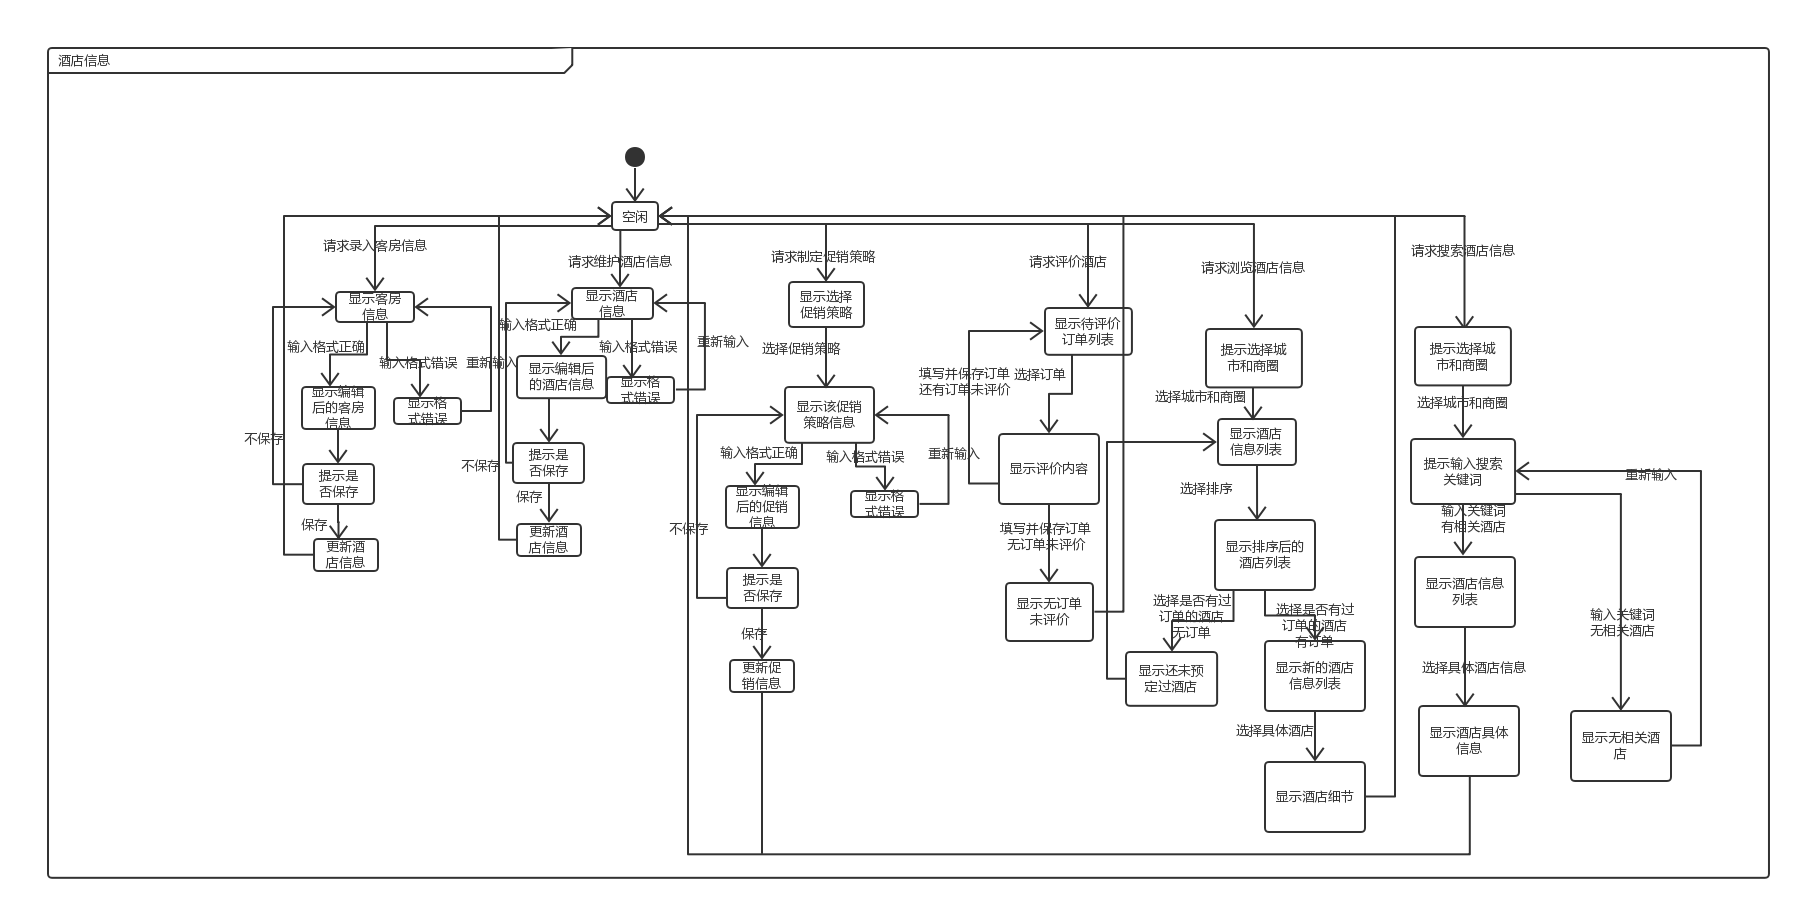 酒店信息
空闲
请求录入客房信息
请求维护酒店信息
请求制定促销策略
请求评价酒店
请求浏览酒店信息
请求搜索酒店信息
显示客房
信息
输入格式正确
输入格式错误
重新输入
显示编辑
后的客房
信息
显示格
式错误
不保存
提示是
否保存
保存
更新酒
店信息
显示酒店
信息
输入格式正确
输入格式错误
重新输入
显示编辑后
的酒店信息
显示格
式错误
不保存
提示是
否保存
保存
更新酒
店信息
显示选择
促销策略
选择促销策略
显示该促销
策略信息
输入格式正确
输入格式错误
重新输入
显示编辑
后的促销
信息
显示格
式错误
不保存
提示是
否保存
保存
更新促
销信息
显示待评价
订单列表
填写并保存订单
还有订单未评价
选择订单
显示评价内容
填写并保存订单
无订单未评价
显示无订单
未评价
提示选择城
市和商圈
选择城市和商圈
显示酒店
信息列表
选择排序
显示排序后的
酒店列表
选择是否有过
订单的酒店
无订单
选择是否有过
订单的酒店
有订单
显示还未预
定过酒店
显示新的酒店
信息列表
选择具体酒店
显示酒店细节
提示选择城
市和商圈
选择城市和商圈
提示输入搜索
关键词
重新输入
输入关键词
有相关酒店
显示酒店信息
列表
输入关键词
无相关酒店
选择具体酒店信息
显示酒店具体
信息
显示无相关酒
店